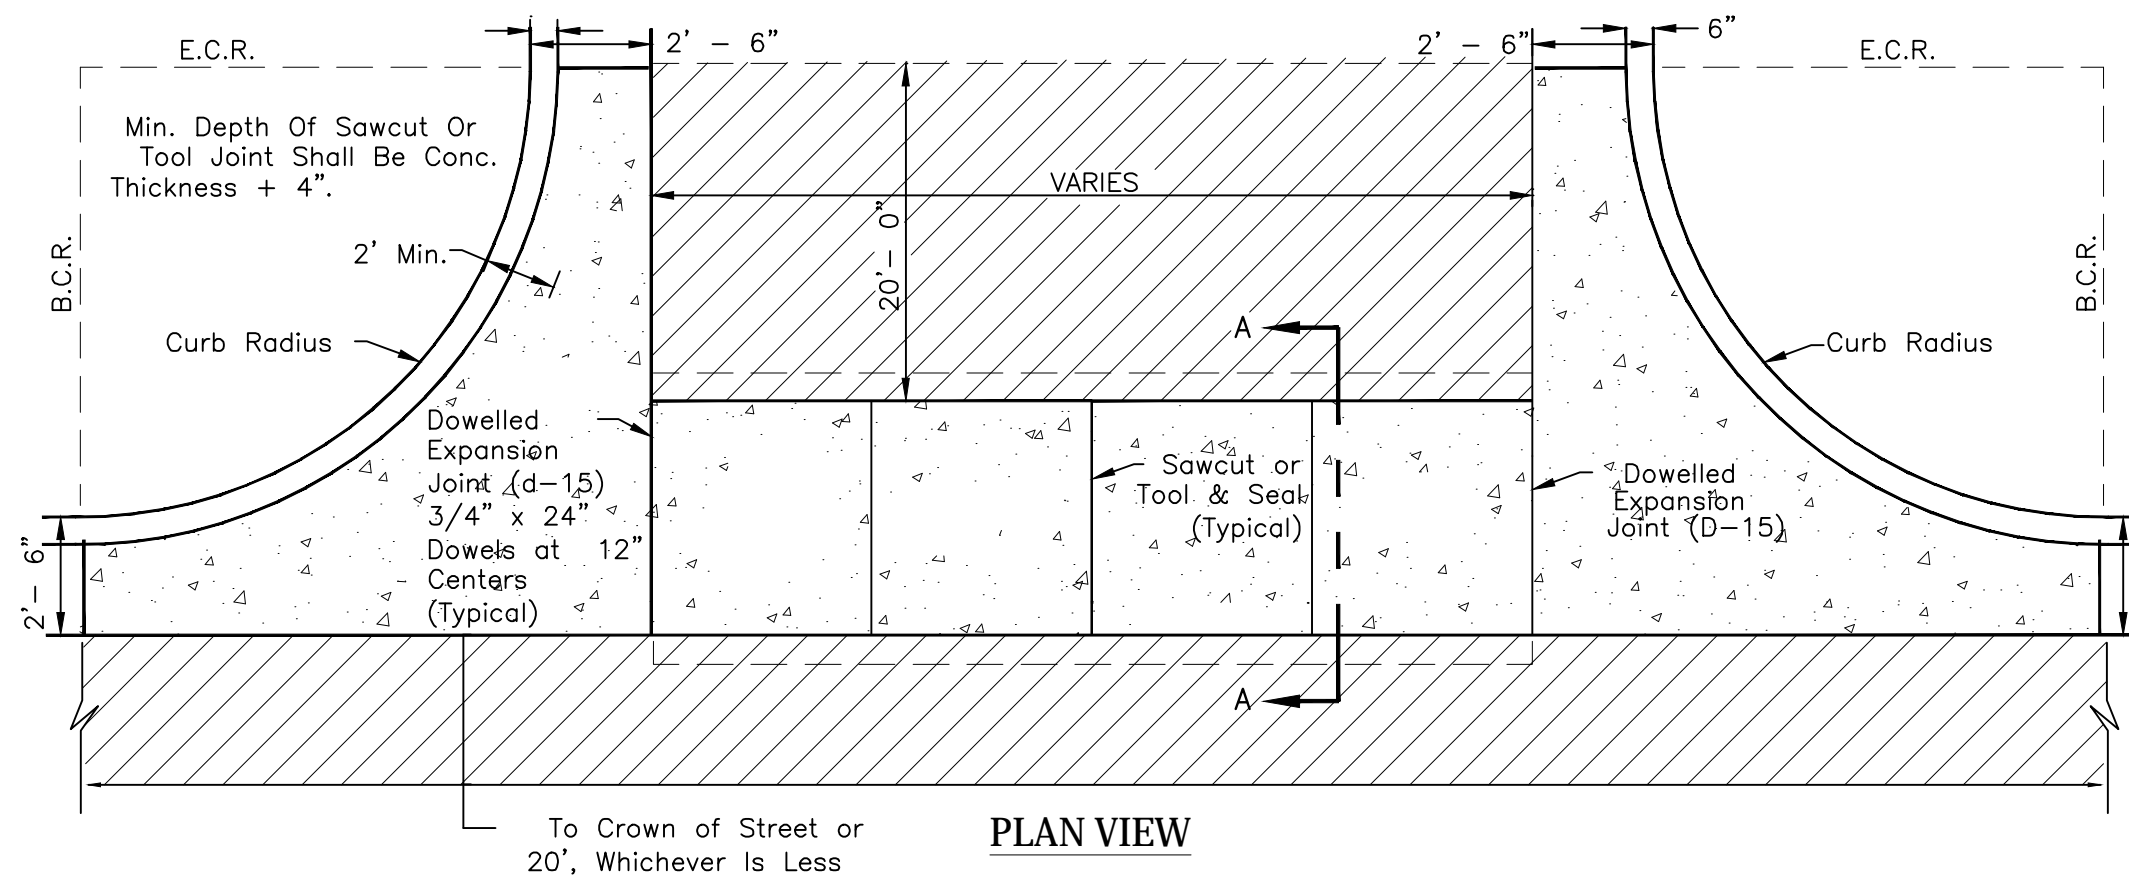 E.C.R.
2' - 6"
2' - 6"
6"
E.C.R.
Min. Depth Of Sawcut Or
Tool Joint Shall Be Conc.
Thickness + 4".
VARIES
20'- 0"
2' Min.
B.C.R.
B.C.R.
A
Curb Radius
Curb Radius
Dowelled
Expansion
Joint (d-15)
3/4" x 24"
Dowels at 12"
Centers
(Typical)
Sawcut or
Tool & Seal
(Typical)
Dowelled
Expansion
Joint (D-15)
2'- 6"
A
To Crown of Street or
20', Whichever Is Less
PLAN VIEW